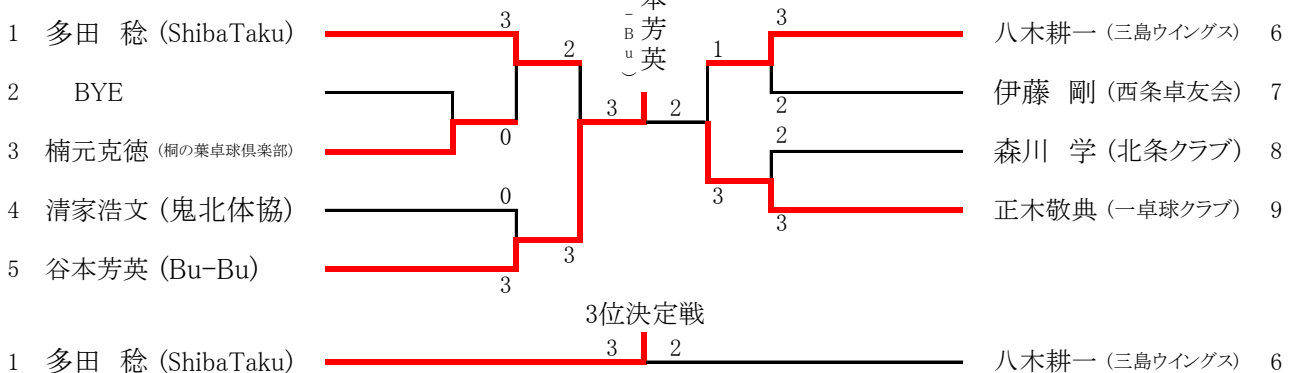 本芳英
-Bu)
1 多田 稔 (ShibaTaku)
2 BYE
3 楠元克徳 (桐の葉卓球倶楽部)
4 清家浩文 (鬼北体協)
5 谷本芳英 (Bu-Bu)
3
0
0
3
2
3
3
2
1
3
3
2
2
3
八木耕一 (三島ウイングス) 6
伊藤 剛 (西条卓友会) 7
森川 学 (北条クラブ) 8
正木敬典 (一卓球クラブ) 9
3位決定戦
1 多田 稔 (ShibaTaku) 3 2 八木耕一 (三島ウイングス) 6